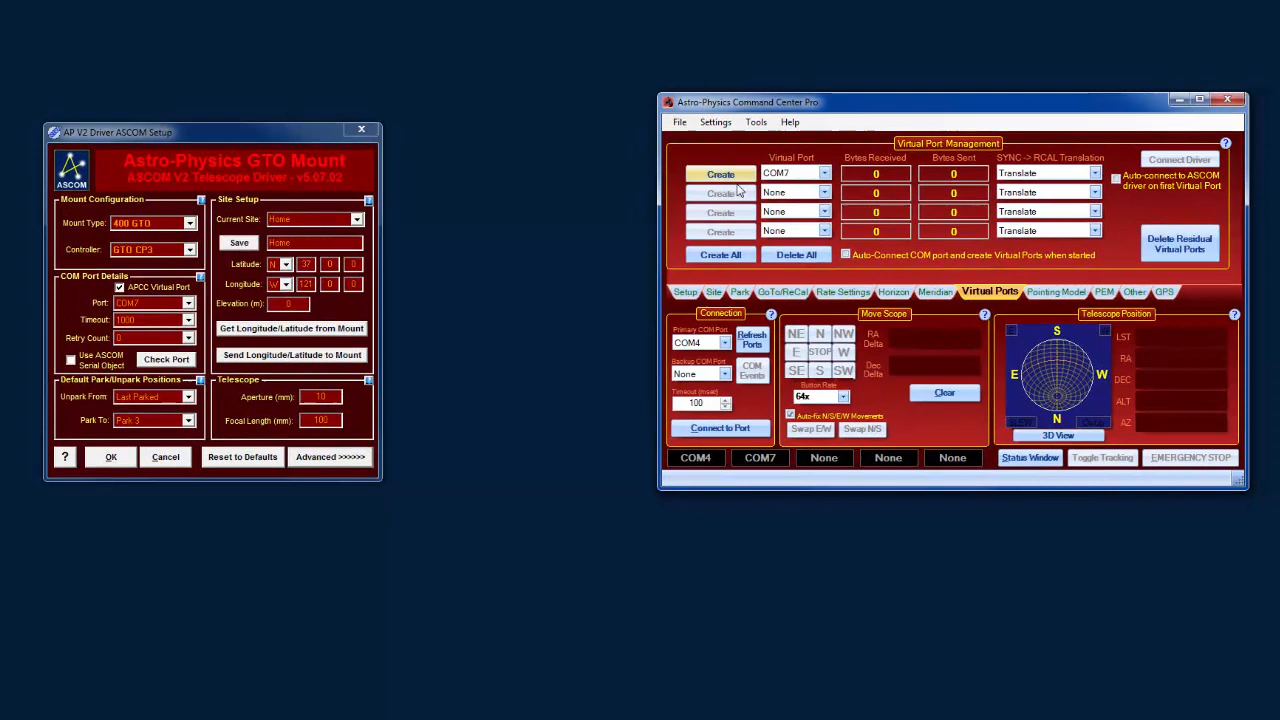 AP V2 Driver ASCOM Setup
Astro-Physics GTO Mount
ASCOM V2 Telescope Driver - v5.07.02
ASCOM
Mount Configuration ?
Mount Type: 400 GTO
Controller: GTO CP3
COM Port Details ?
APCC Virtual Port
Port: COM7
Timeout: 1000
Retry Count: 0
Use ASCOM
Serial Object
Check Port
Default Park/Unpark Positions ?
Unpark From: Last Parked
Park To: Park 3
Site Setup ?
Current Site: Home
Save Home
Latitude: N 37 0 0
Longitude: W 121 0 0
Elevation (m): 0
Get Longitude/Latitude from Mount
Send Longitude/Latitude to Mount
Telescope ?
Aperture (mm): 10
Focal Length (mm): 100
? OK Cancel Reset to Defaults Advanced >>>>>>
Astro-Physics Command Center Pro
File Settings Tools Help
Virtual Port Management ?
Virtual Port Bytes Received Bytes Sent SYNC -> RCAL Translation
Create COM7 0 0 Translate
Create None 0 0 Translate
Create None 0 0 Translate
Create None 0 0 Translate
Create All Delete All Auto-Connect COM port and create Virtual Ports when started
Connect Driver
Auto-connect to ASCOM
driver on first Virtual Port
Delete Residual
Virtual Ports
Setup Site Park GoTo/ReCal Rate Settings Horizon Meridian Virtual Ports Pointing Model PEM Other GPS
Connection ?
Primary COM Port
COM4
Refresh
Ports
Backup COM Port
None
COM
Events
Timeout (msec)
100
Connect to Port
Move Scope ?
NE N NW
E STOP W
SE S SW
Button Rate
64x
RA
Delta
Dec
Delta
Clear
Auto-fix N/S/E/W Movements
Swap E/W Swap N/S
Telescope Position ?
S
E W
N
SLEW
3D View
LST
RA
DEC
ALT
AZ
COM4 COM7 None None None
Status Window Toggle Tracking EMERGENCY STOP